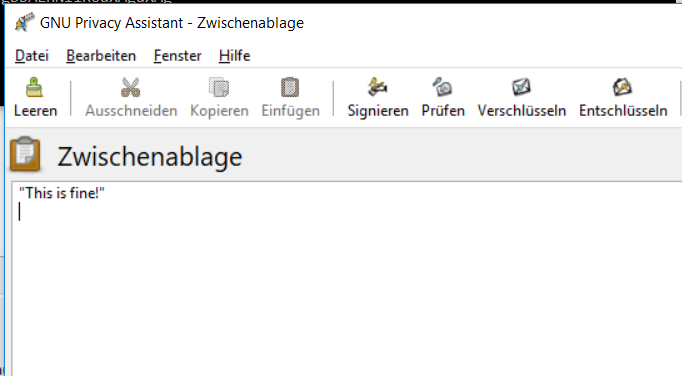 GNU Privacy Assistant - Zwischenablage
Datei Bearbeiten Fenster Hilfe
Leeren Ausschneiden Kopieren Einfügen Signieren Prüfen Verschlüsseln Entschlüsseln
Zwischenablage
"This is fine!"